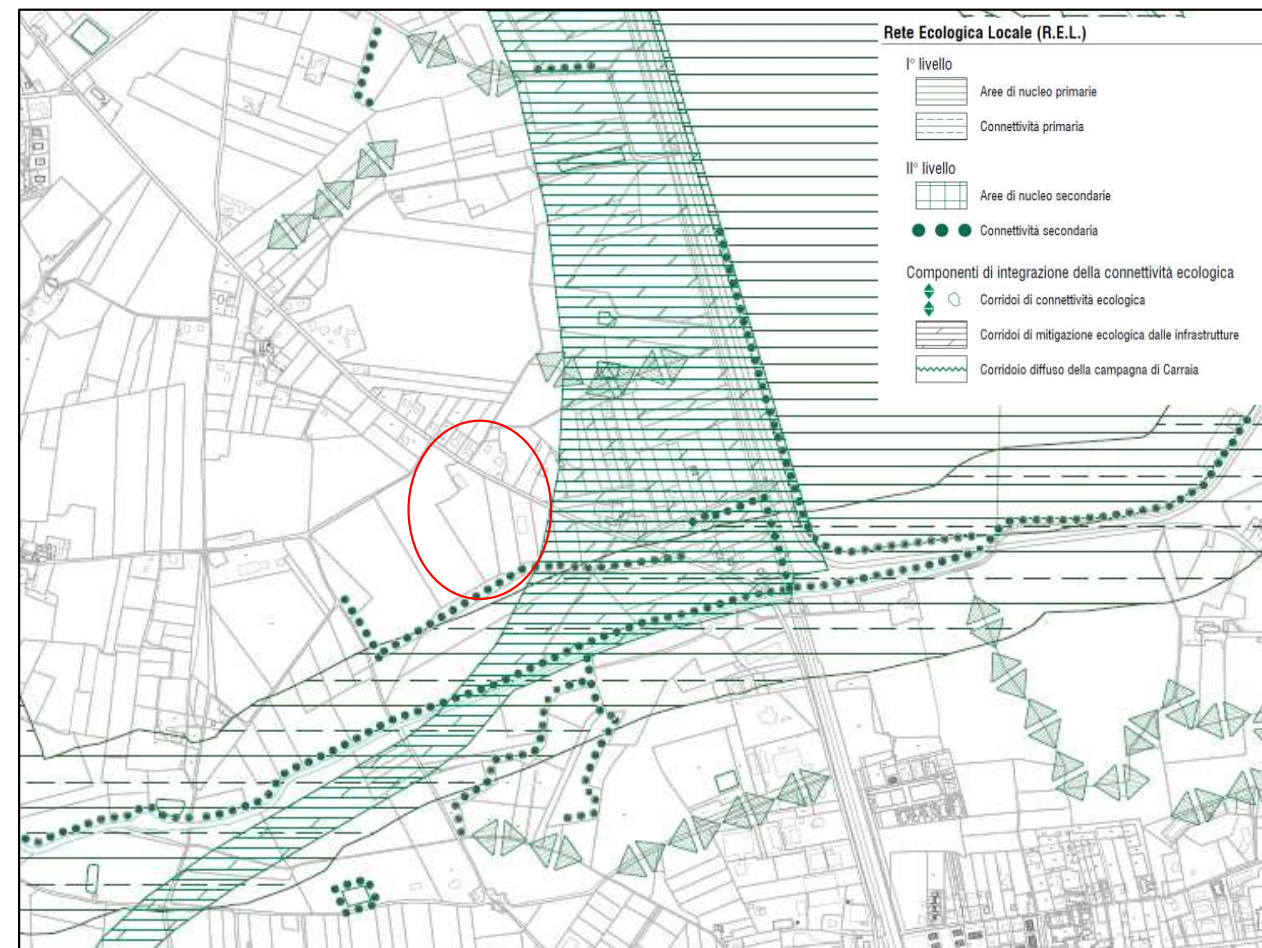 Rete Ecologica Locale (R.E.L.)
I° livello
Aree di nucleo primarie
Connettività primaria
II° livello
Aree di nucleo secondarie
Connettività secondaria
Componenti di integrazione della connettività ecologica
Corridoi di connettività ecologica
Corridoi di mitigazione ecologica dalle infrastrutture
Corridoio diffuso della campagna di Carraia